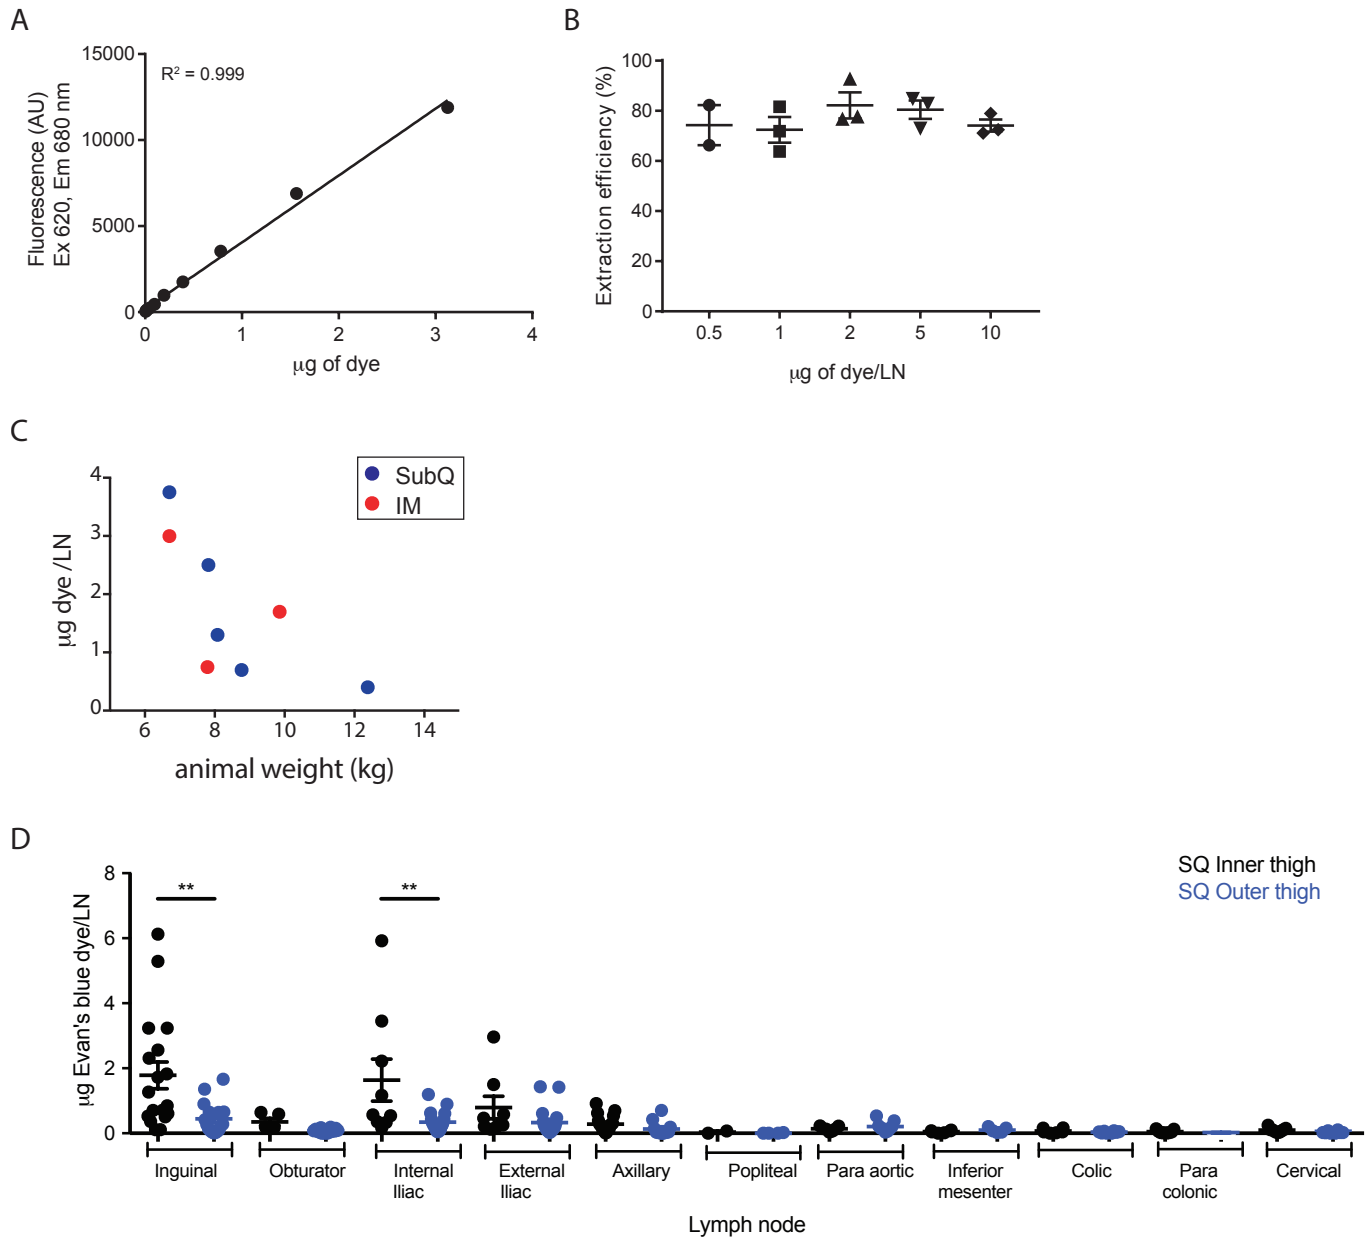 A
15000
10000
5000
0
R² = 0.999
Fluorescence (AU)
Ex 620, Em 680 nm
0 1 2 3 4
µg of dye
B
100
80
60
40
20
0
Extraction efficiency (%)
0.5 1 2 5 10
µg of dye/LN
C
4
3
2
1
0
µg dye /LN
SubQ
IM
6 8 10 12 14
animal weight (kg)
D
8
6
4
2
0
µg Evan's blue dye/LN
** **
SQ Inner thigh
SQ Outer thigh
Inguinal Obturator Internal External Axillary Popliteal Para aortic Inferior Colic Para Cervical
Iliac Iliac mesenter colonic
Lymph node